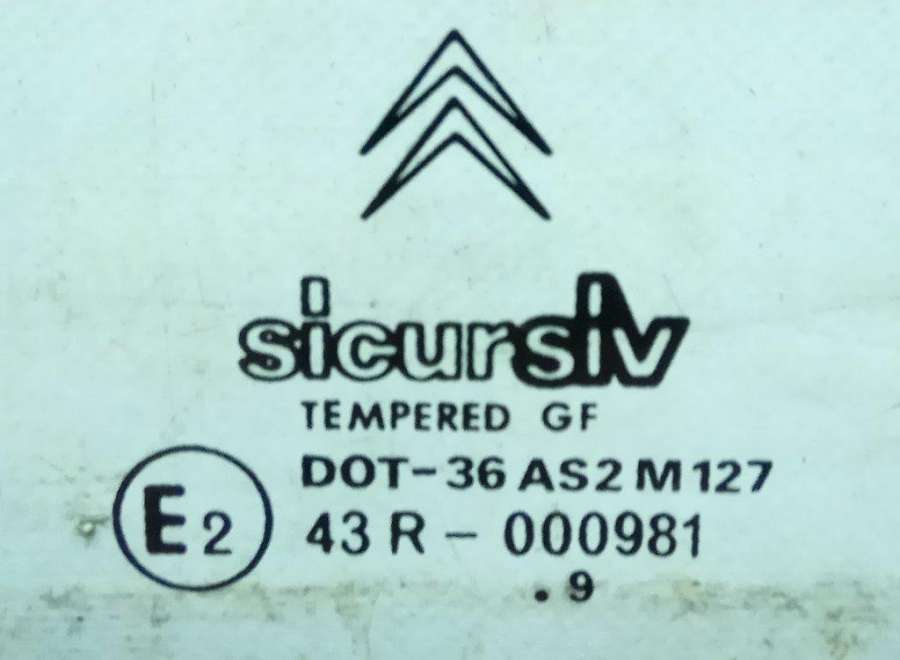 sicursiv
TEMPERED GF
DOT-36 AS2 M127
E2 43 R - 000981
. 9